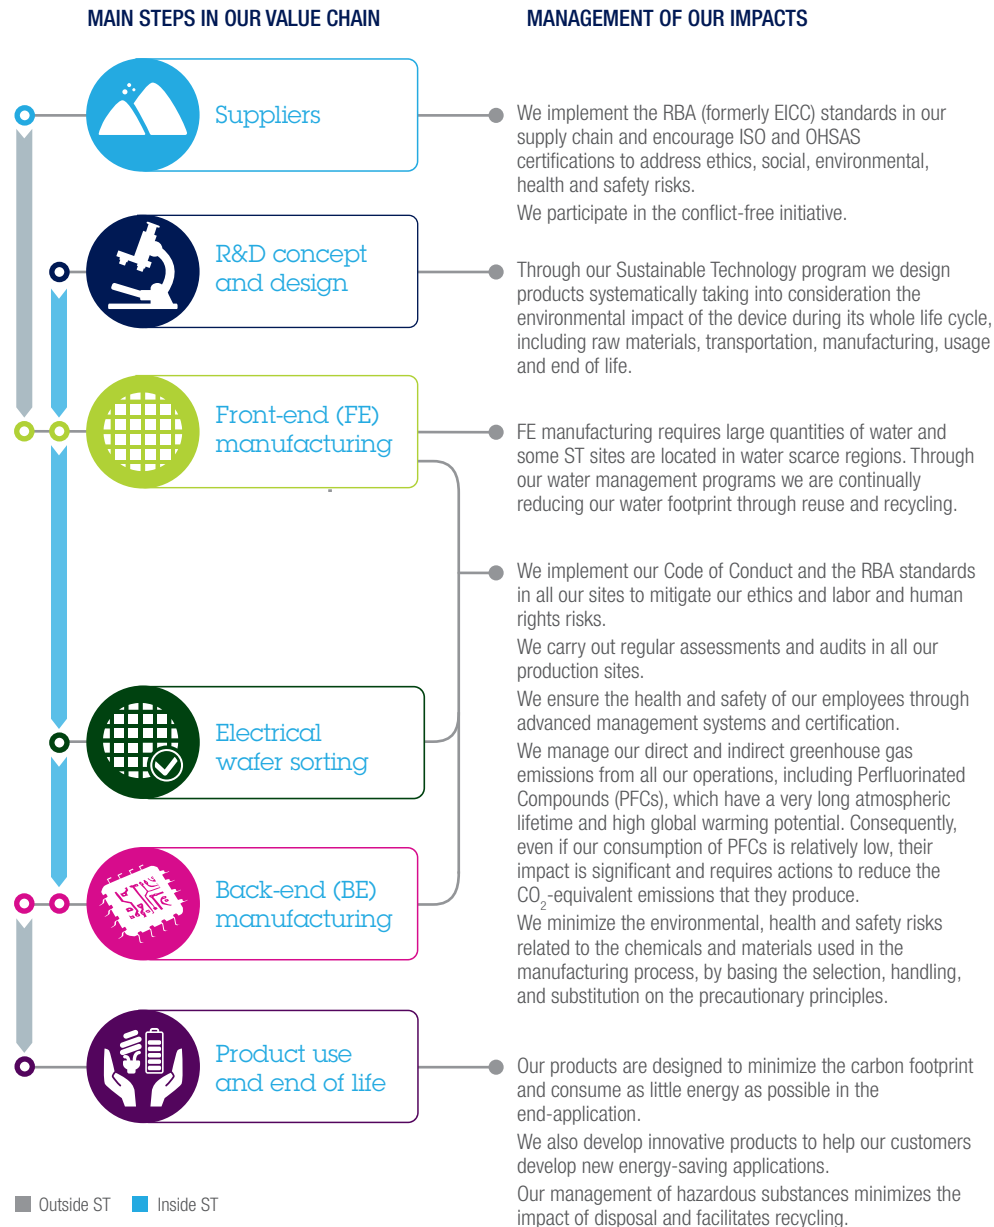 MAIN STEPS IN OUR VALUE CHAIN
MANAGEMENT OF OUR IMPACTS
Suppliers
We implement the RBA (formerly EICC) standards in our
supply chain and encourage ISO and OHSAS
certifications to address ethics, social, environmental,
health and safety risks.
We participate in the conflict-free initiative.
R&D concept
and design
Through our Sustainable Technology program we design
products systematically taking into consideration the
environmental impact of the device during its whole life cycle,
including raw materials, transportation, manufacturing, usage
and end of life.
Front-end (FE)
manufacturing
FE manufacturing requires large quantities of water and
some ST sites are located in water scarce regions. Through
our water management programs we are continually
reducing our water footprint through reuse and recycling.
We implement our Code of Conduct and the RBA standards
in all our sites to mitigate our ethics and labor and human
rights risks.
We carry out regular assessments and audits in all our
production sites.
We ensure the health and safety of our employees through
advanced management systems and certification.
We manage our direct and indirect greenhouse gas
emissions from all our operations, including Perfluorinated
Compounds (PFCs), which have a very long atmospheric
lifetime and high global warming potential. Consequently,
even if our consumption of PFCs is relatively low, their
impact is significant and requires actions to reduce the
CO₂-equivalent emissions that they produce.
We minimize the environmental, health and safety risks
related to the chemicals and materials used in the
manufacturing process, by basing the selection, handling,
and substitution on the precautionary principles.
Electrical
wafer sorting
Back-end (BE)
manufacturing
Product use
and end of life
Our products are designed to minimize the carbon footprint
and consume as little energy as possible in the
end-application.
We also develop innovative products to help our customers
develop new energy-saving applications.
Our management of hazardous substances minimizes the
impact of disposal and facilitates recycling.
Outside ST
Inside ST